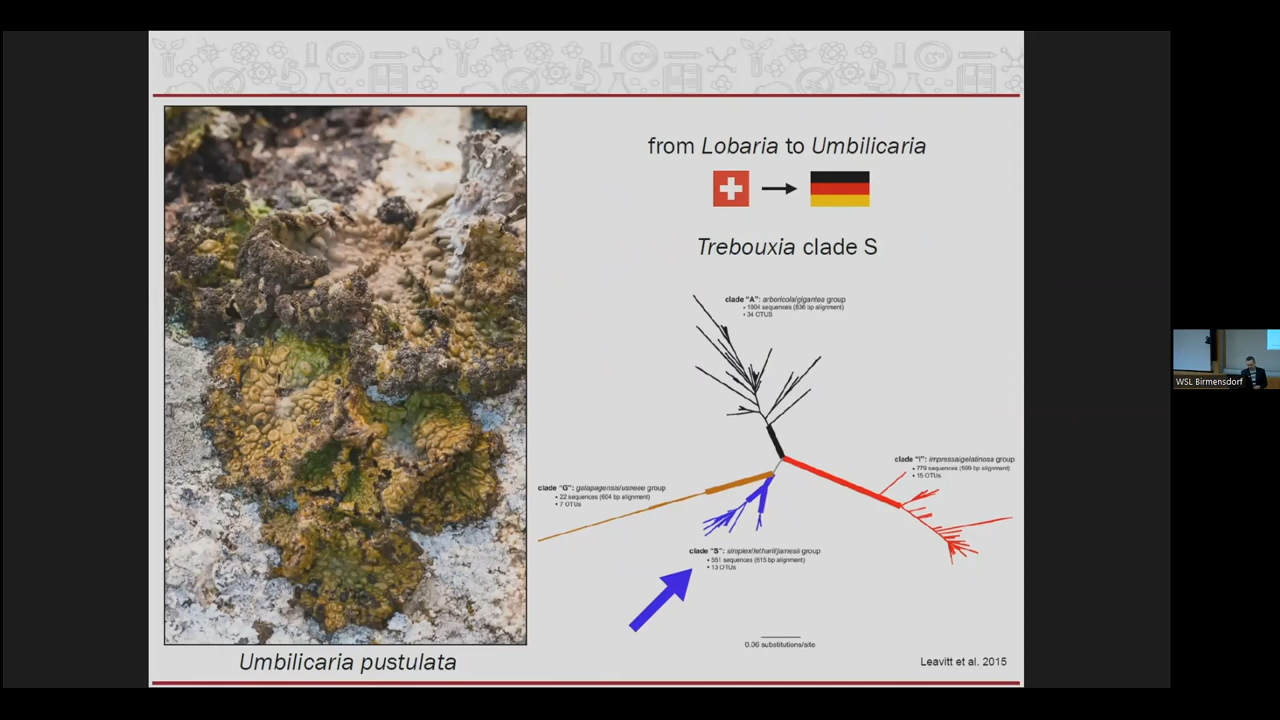 from Lobaria to Umbilicaria
Trebouxia clade S
clade "A": arboricola/gigantea group
• 1904 sequences (636 bp alignment)
• 34 OTUS
clade "I": impressa/gelatinosa group
• 779 sequences (599 bp alignment)
• 15 OTUs
clade "G": galapagensis/usneae group
• 22 sequences (604 bp alignment)
• 7 OTUs
clade "S": simplex/letharii/jamesii group
• 551 sequences (615 bp alignment)
• 13 OTUs
0.06 substitutions/site
Umbilicaria pustulata
Leavitt et al. 2015
WSL Birmensdorf